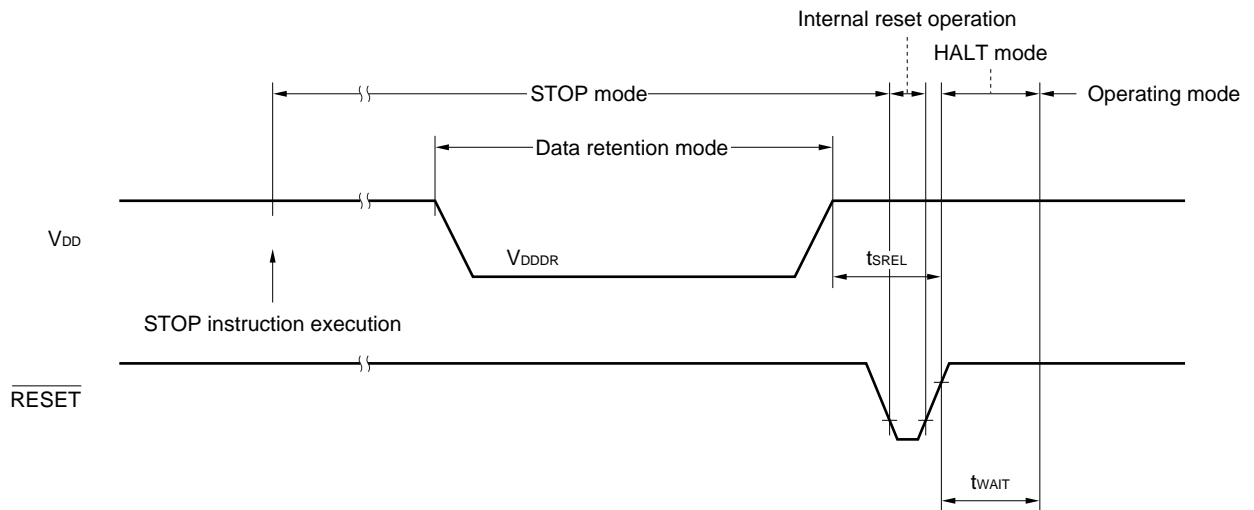 Internal reset operation
HALT mode
STOP mode
Operating mode
Data retention mode
VDD
VDDDR
tSREL
STOP instruction execution
RESET
tWAIT